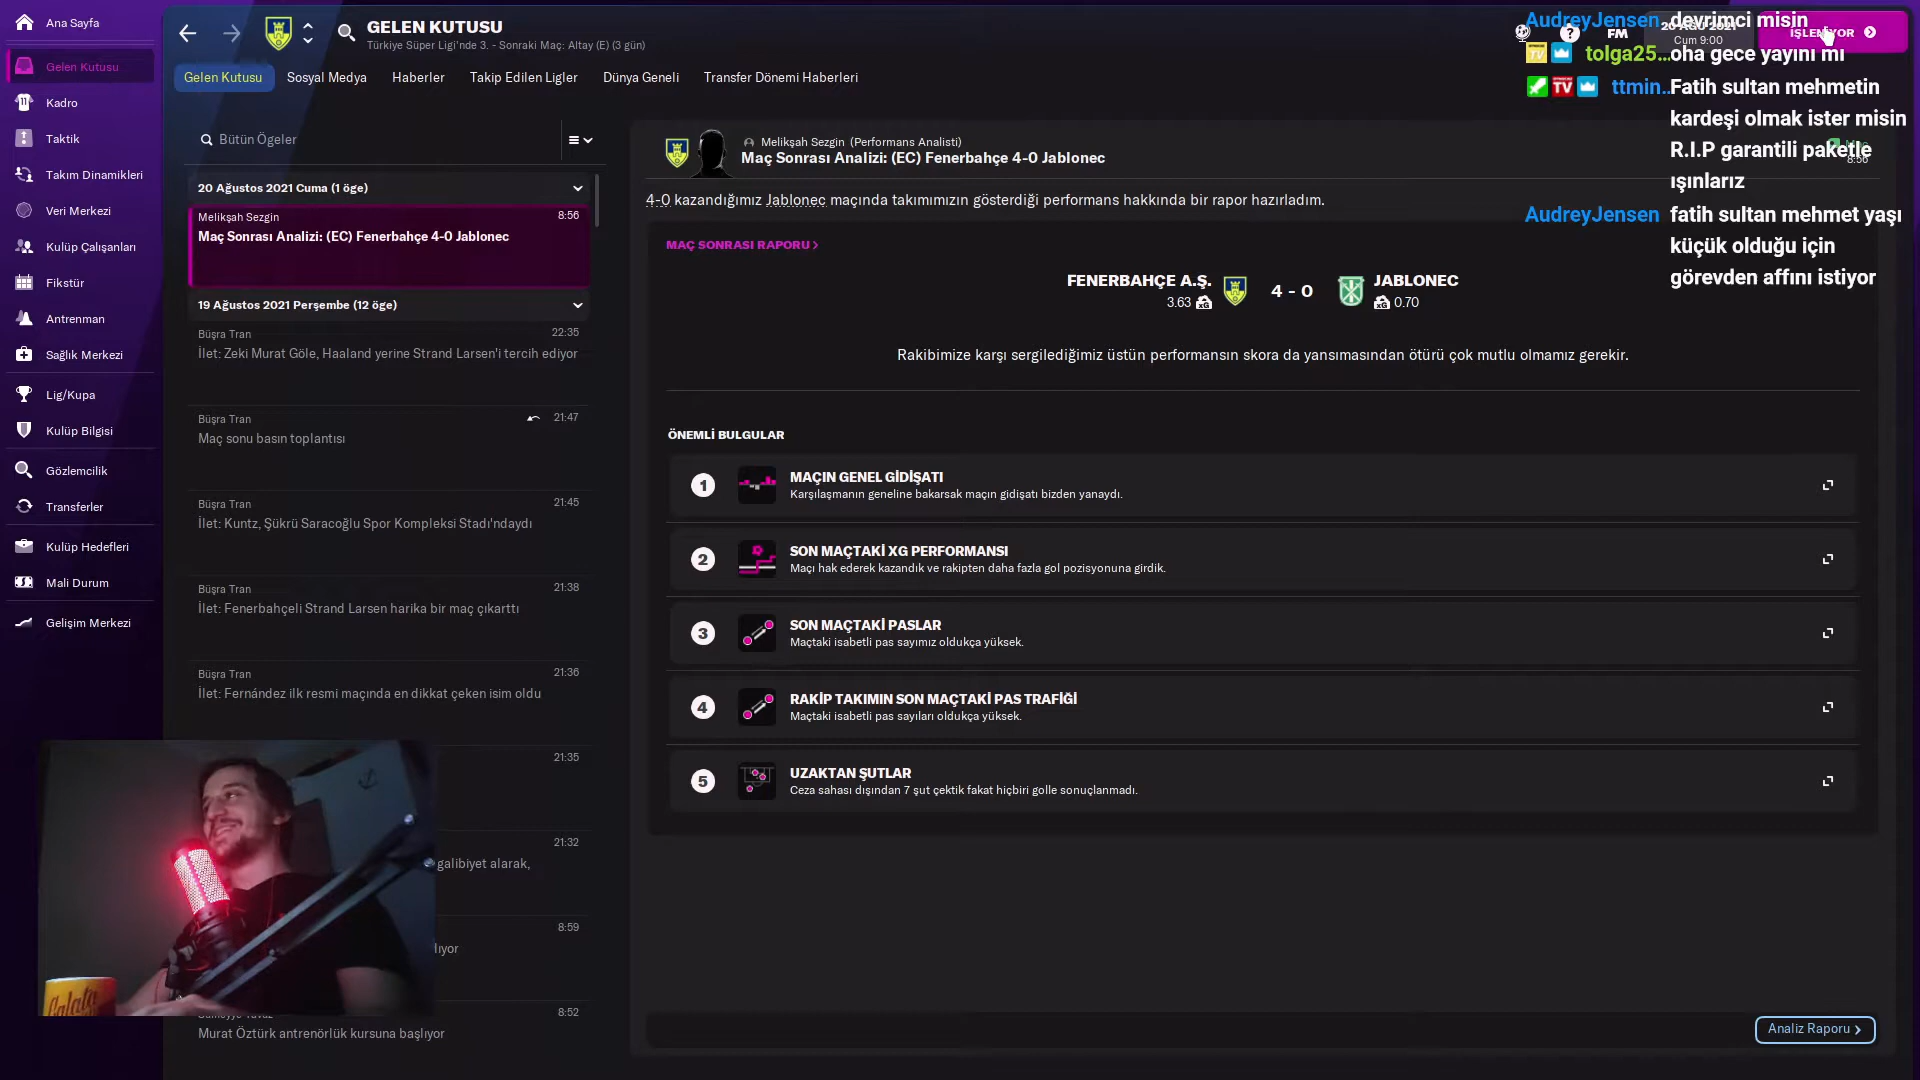 Ana Sayfa
Gelen Kutusu
Kadro
Taktik
Takım Dinamikleri
Veri Merkezi
Kulüp Çalışanları
Fikstür
Antrenman
Sağlık Merkezi
Lig/Kupa
Kulüp Bilgisi
Gözlemcilik
Transferler
Kulüp Hedefleri
Mali Durum
Gelişim Merkezi
GELEN KUTUSU
Türkiye Süper Ligi'nde 3. - Sonraki Maç: Altay (E) (3 gün)
FM
Cum 9:00
Gelen Kutusu
Sosyal Medya
Haberler
Takip Edilen Ligler
Dünya Geneli
Transfer Dönemi Haberleri
AudreyJensen devrimci misin
tolga25... oha gece yayını mı
ttmin.. Fatih sultan mehmetin
kardeşi olmak ister misin
R.I.P garantili paketle
ışınlarız
AudreyJensen fatih sultan mehmet yaşı
küçük olduğu için
görevden affını istiyor
Bütün Ögeler
20 Ağustos 2021 Cuma (1 öge)
Melikşah Sezgin 8:56
Maç Sonrası Analizi: (EC) Fenerbahçe 4-0 Jablonec
19 Ağustos 2021 Perşembe (12 öge)
Büşra Tran 22:35
İlet: Zeki Murat Göle, Haaland yerine Strand Larsen'i tercih ediyor
Büşra Tran 21:47
Maç sonu basın toplantısı
Büşra Tran 21:45
İlet: Kuntz, Şükrü Saracoğlu Spor Kompleksi Stadı'ndaydı
Büşra Tran 21:38
İlet: Fenerbahçeli Strand Larsen harika bir maç çıkarttı
Büşra Tran 21:36
İlet: Fernández ilk resmi maçında en dikkat çeken isim oldu
21:35
21:32
galibiyet alarak,
8:59
lıyor
8:52
Murat Öztürk antrenörlük kursuna başlıyor
Melikşah Sezgin (Performans Analisti)
Maç Sonrası Analizi: (EC) Fenerbahçe 4-0 Jablonec
8:56
4-0 kazandığımız Jablonec maçında takımımızın gösterdiği performans hakkında bir rapor hazırladım.
MAÇ SONRASI RAPORU
FENERBAHÇE A.Ş. 4 - 0 JABLONEC
3.63 xG xG 0.70
Rakibimize karşı sergilediğimiz üstün performansın skora da yansımasından ötürü çok mutlu olmamız gerekir.
ÖNEMLİ BULGULAR
1 MAÇIN GENEL GİDİŞATI
Karşılaşmanın geneline bakarsak maçın gidişatı bizden yanaydı.
2 SON MAÇTAKİ XG PERFORMANSI
Maçı hak ederek kazandık ve rakipten daha fazla gol pozisyonuna girdik.
3 SON MAÇTAKİ PASLAR
Maçtaki isabetli pas sayımız oldukça yüksek.
4 RAKİP TAKIMIN SON MAÇTAKİ PAS TRAFİĞİ
Maçtaki isabetli pas sayıları oldukça yüksek.
5 UZAKTAN ŞUTLAR
Ceza sahası dışından 7 şut çektik fakat hiçbiri golle sonuçlanmadı.
Analiz Raporu